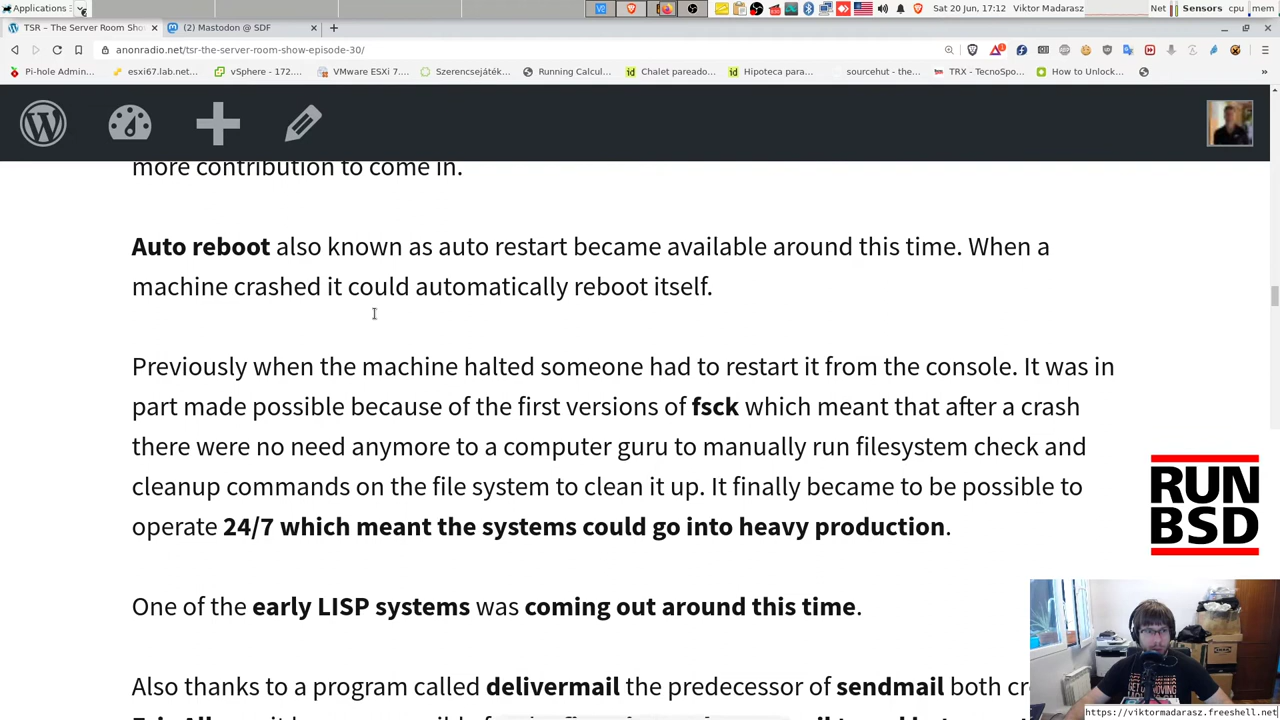 Applications
Sat 20 Jun, 17:12 Viktor Madarasz
Net Sensors cpu mem
TSR – The Server Room Sho
(2) Mastodon @ SDF
anonradio.net/tsr-the-server-room-show-episode-30/
Pi-hole Admin... esxi67.lab.net... vSphere - 172.... VMware ESXi 7.... Szerencsejáték... Running Calcul... Chalet paread... Hipoteca para... sourcehut - the... TRX - TecnoSpo... How to Unlock...
more contribution to come in.
Auto reboot also known as auto restart became available around this time. When a
machine crashed it could automatically reboot itself.
Previously when the machine halted someone had to restart it from the console. It was in
part made possible because of the first versions of fsck which meant that after a crash
there were no need anymore to a computer guru to manually run filesystem check and
cleanup commands on the file system to clean it up. It finally became to be possible to
operate 24/7 which meant the systems could go into heavy production.
RUN
BSD
One of the early LISP systems was coming out around this time.
Also thanks to a program called delivermail the predecessor of sendmail both cr
https://viktormadarasz.freeshell.net